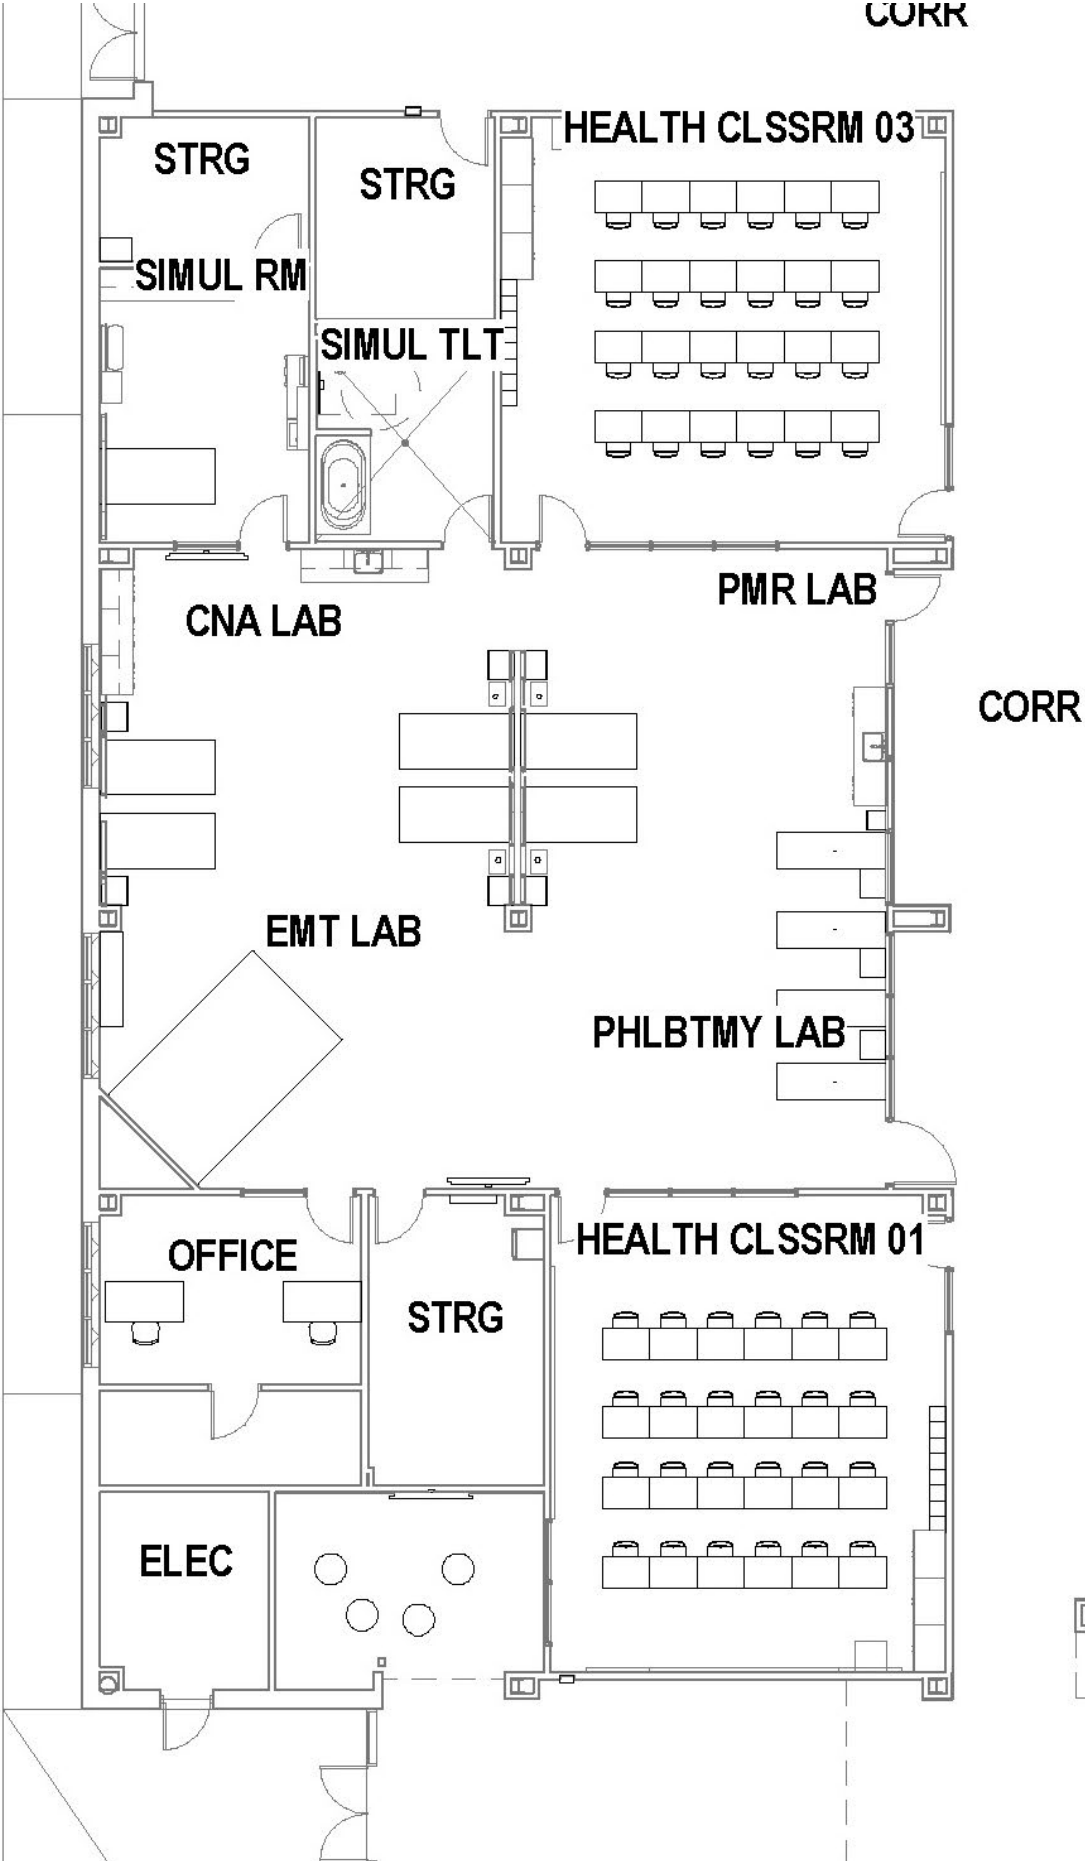 CORR
HEALTH CLSSRM 03
STRG
STRG
SIMUL RM
SIMUL TLT
PMR LAB
CNA LAB
CORR
EMT LAB
PHLBTMY LAB
HEALTH CLSSRM 01
OFFICE
STRG
ELEC